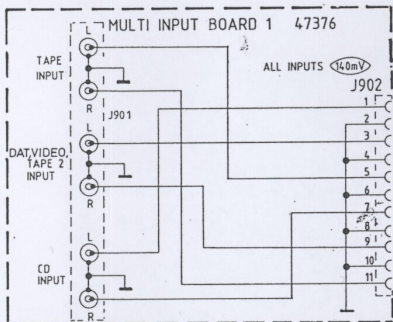 MULTI INPUT BOARD 1 47376
L
TAPE
INPUT
R
ALL INPUTS 140mV
J901
J902
L
DAT,VIDEO,
TAPE 2
INPUT
R
L
CD
INPUT
R
1
2
3
4
5
6
7
8
9
10
11